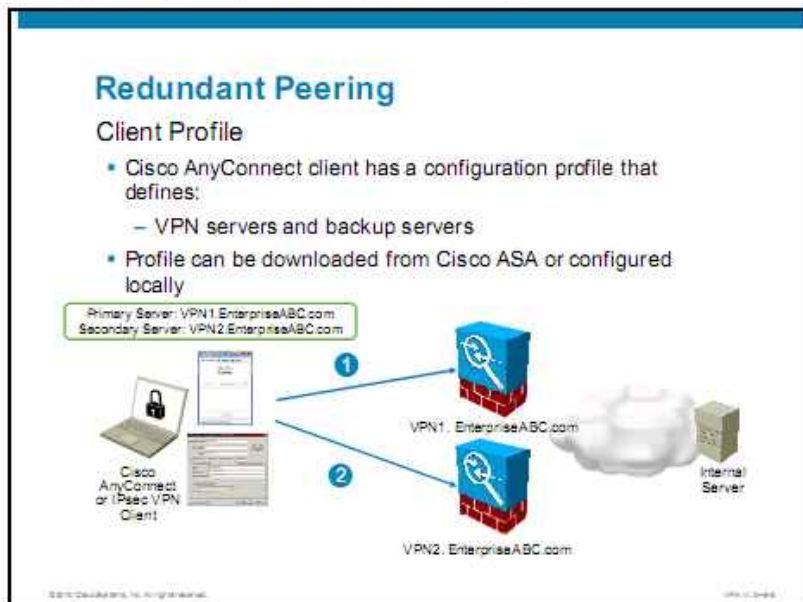 Redundant Peering
Client Profile
• Cisco AnyConnect client has a configuration profile that
defines:
– VPN servers and backup servers
• Profile can be downloaded from Cisco ASA or configured
locally
Primary Server: VPN1.EnterpriseABC.com
Secondary Server: VPN2.EnterpriseABC.com
1
VPN1. EnterpriseABC.com
2
Cisco
AnyConnect
or IPsec VPN
Client
Internal
Server
VPN2. EnterpriseABC.com